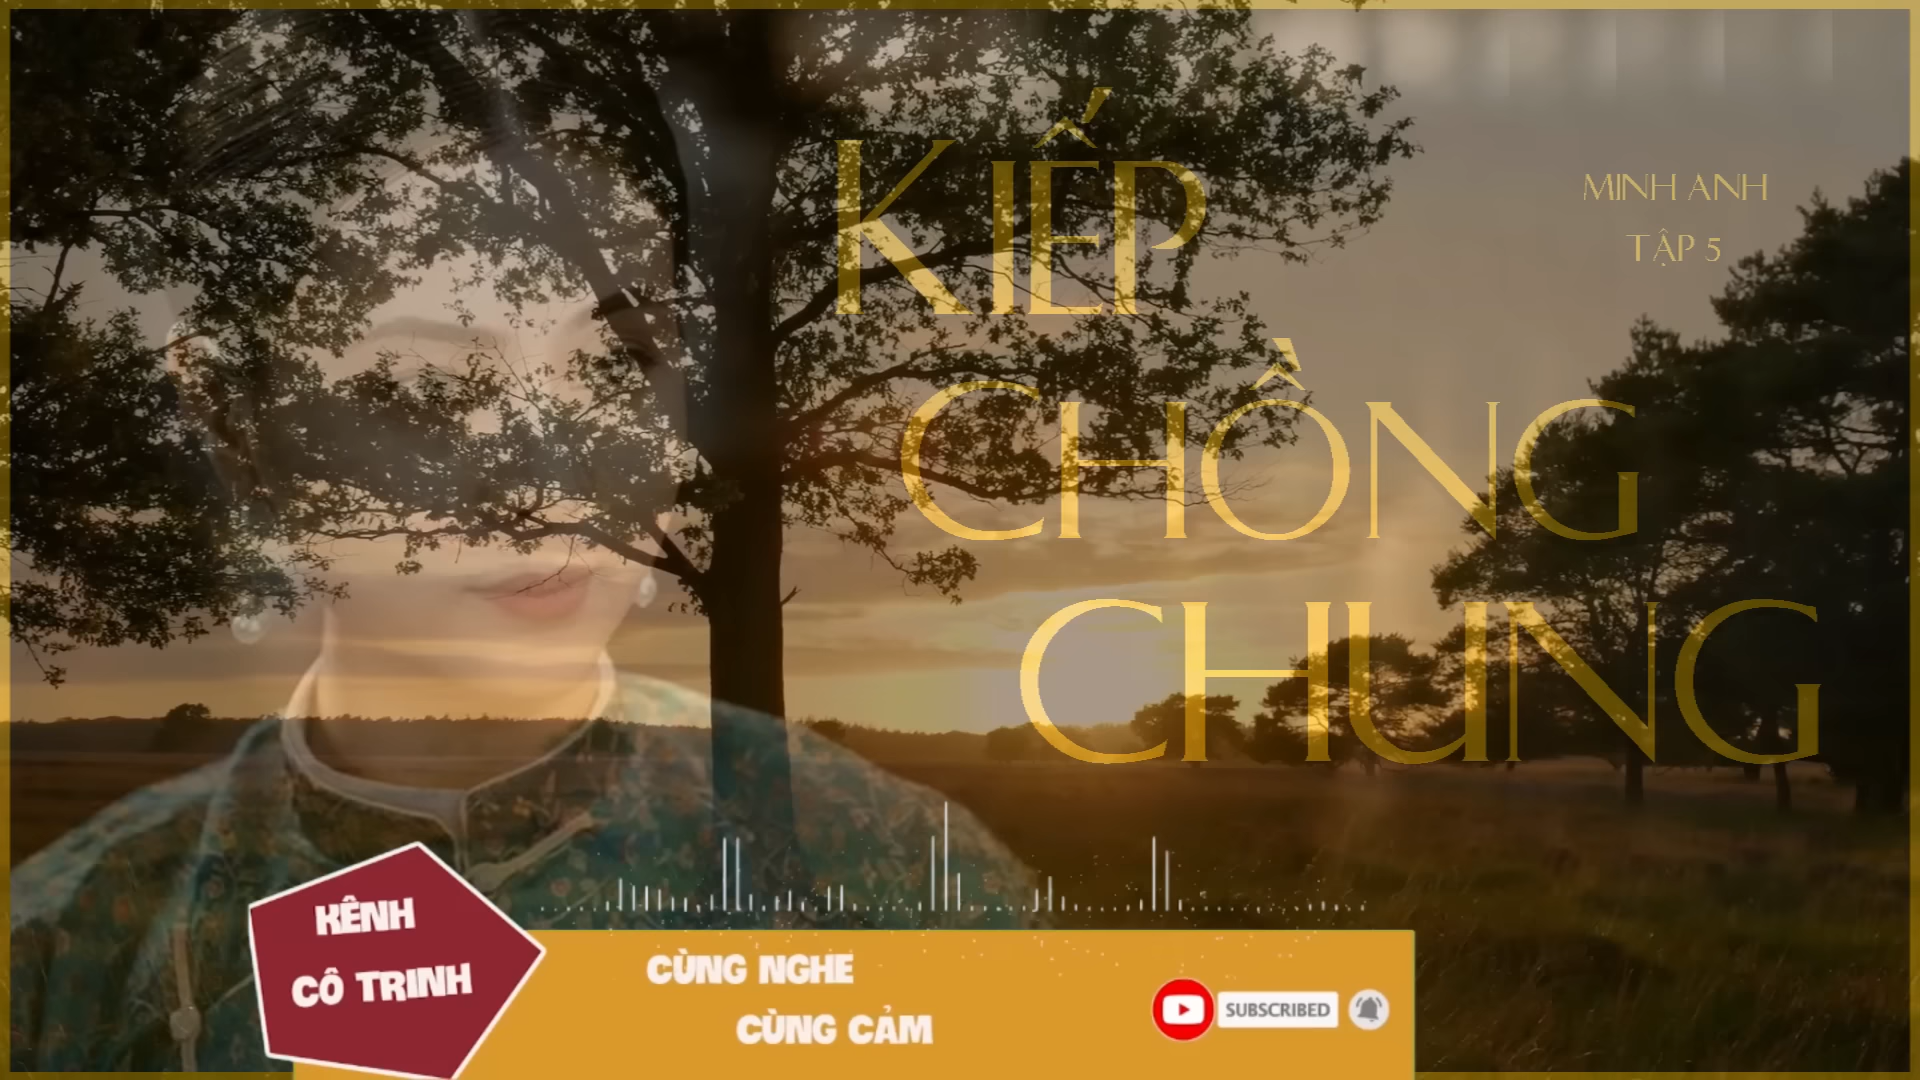 KIẾP
CHỒNG
CHUNG
MINH ANH
TẬP 5
KÊNH
CÔ TRINH
CÙNG NGHE
CÙNG CẢM
SUBSCRIBED